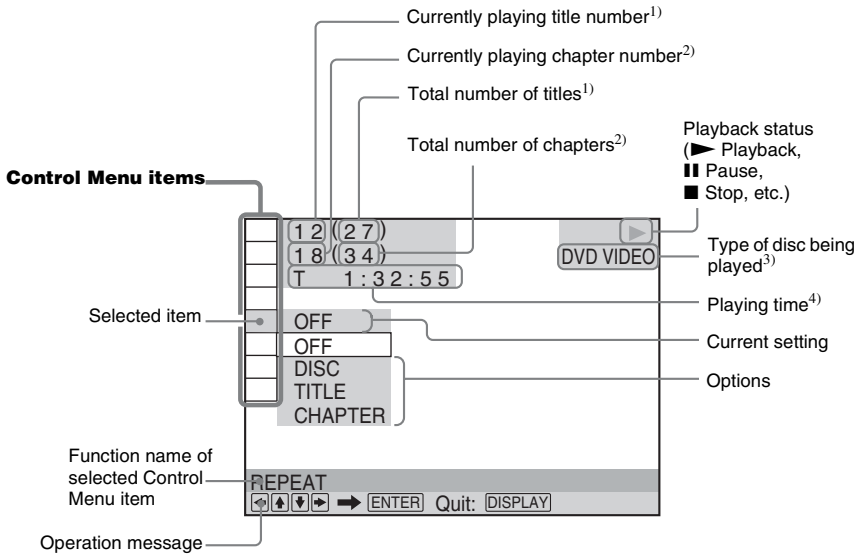 Currently playing title number1)
Currently playing chapter number2)
Total number of titles1)
Total number of chapters2)
Playback status
(▶ Playback,
❚❚ Pause,
■ Stop, etc.)
Control Menu items
12(27)
18(34)
T 1:32:55
▶
DVD VIDEO
Type of disc being
played3)
Playing time4)
Selected item
OFF
Current setting
OFF
DISC
TITLE
CHAPTER
Options
Function name of
selected Control
Menu item
REPEAT
←↑↓→ ➡ ENTER Quit: DISPLAY
Operation message